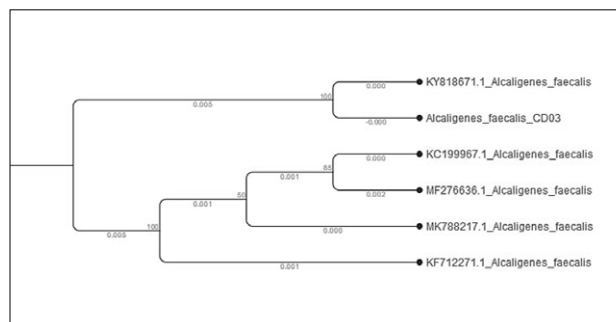 0.000
KY818671.1_Alcaligenes_faecalis
100
0.005
Alcaligenes_faecalis_CD03
-0.000
0.000
KC199967.1_Alcaligenes_faecalis
85
0.001
MF276636.1_Alcaligenes_faecalis
0.002
50
0.001
MK788217.1_Alcaligenes_faecalis
0.000
100
0.005
KF712271.1_Alcaligenes_faecalis
0.001